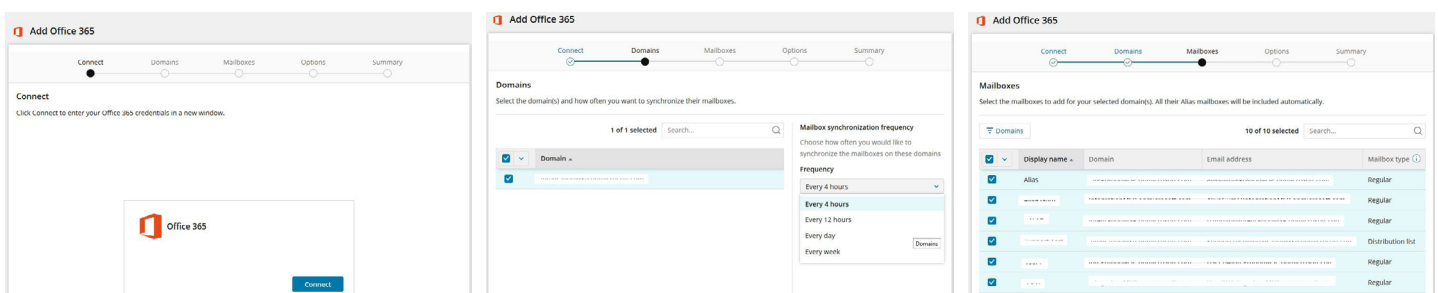 Add Office 365
Connect Domains Mailboxes Options Summary
Connect
Click Connect to enter your Office 365 credentials in a new window.
Office 365
Connect
Add Office 365
Connect Domains Mailboxes Options Summary
Domains
Select the domain(s) and how often you want to synchronize their mailboxes.
1 of 1 selected Search...
Domain
Mailbox synchronization frequency
Choose how often you would like to
synchronize the mailboxes on these domains
Frequency
Every 4 hours
Every 4 hours
Every 12 hours
Every day
Domains
Every week
Add Office 365
Connect Domains Mailboxes Options Summary
Mailboxes
Select the mailboxes to add for your selected domain(s). All their Alias mailboxes will be included automatically.
Domains 10 of 10 selected Search...
Display name Domain Email address Mailbox type
Alias Regular
Regular
Regular
Distribution list
Regular
Regular